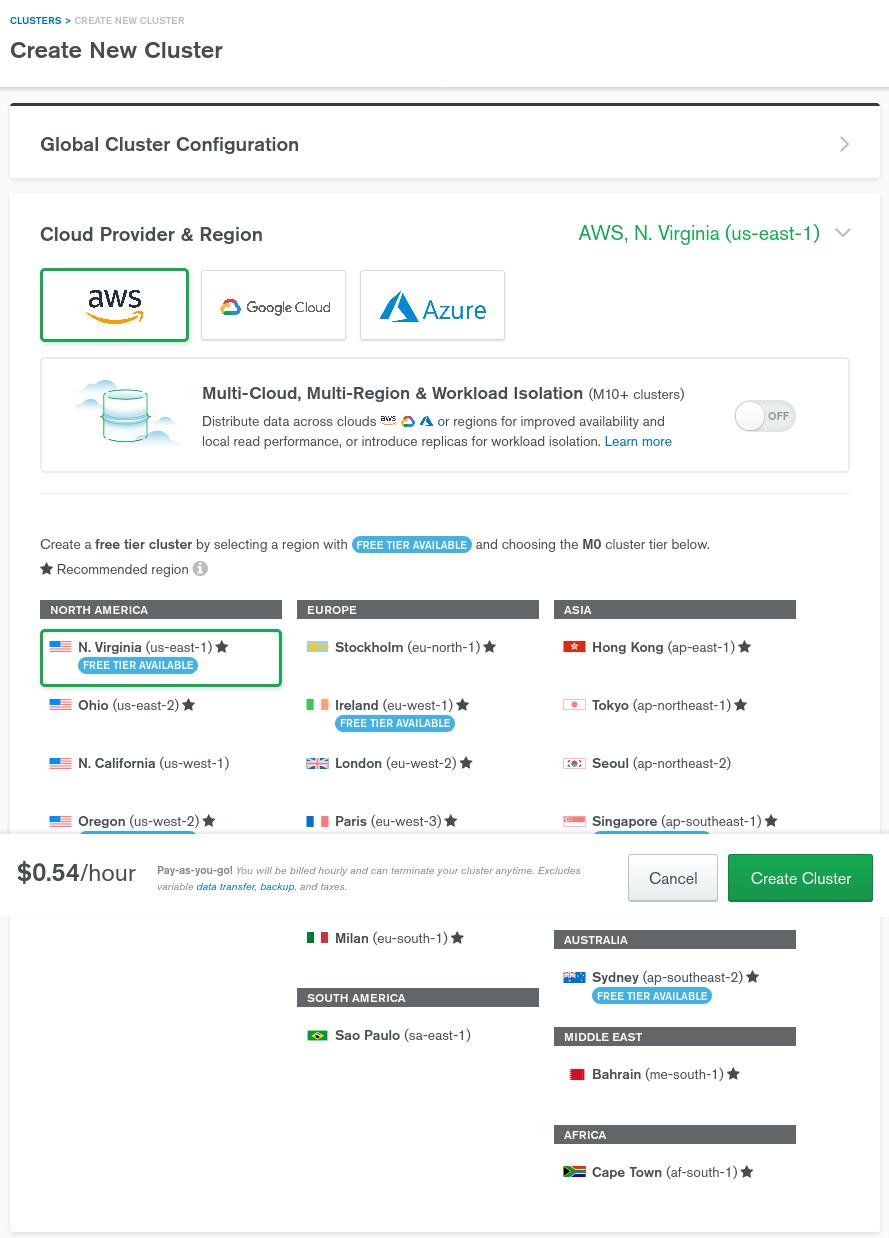 CLUSTERS > CREATE NEW CLUSTER
Create New Cluster
Global Cluster Configuration
Cloud Provider & Region
AWS, N. Virginia (us-east-1)
aws
Google Cloud
Azure
Multi-Cloud, Multi-Region & Workload Isolation (M10+ clusters)
Distribute data across clouds aws or regions for improved availability and
local read performance, or introduce replicas for workload isolation. Learn more
OFF
Create a free tier cluster by selecting a region with FREE TIER AVAILABLE and choosing the M0 cluster tier below.
Recommended region
NORTH AMERICA
N. Virginia (us-east-1)
FREE TIER AVAILABLE
Ohio (us-east-2)
N. California (us-west-1)
Oregon (us-west-2)
EUROPE
Stockholm (eu-north-1)
Ireland (eu-west-1)
FREE TIER AVAILABLE
London (eu-west-2)
Paris (eu-west-3)
ASIA
Hong Kong (ap-east-1)
Tokyo (ap-northeast-1)
Seoul (ap-northeast-2)
Singapore (ap-southeast-1)
$0.54/hour
Pay-as-you-go! You will be billed hourly and can terminate your cluster anytime. Excludes
variable data transfer, backup, and taxes.
Cancel
Create Cluster
Milan (eu-south-1)
SOUTH AMERICA
Sao Paulo (sa-east-1)
AUSTRALIA
Sydney (ap-southeast-2)
FREE TIER AVAILABLE
MIDDLE EAST
Bahrain (me-south-1)
AFRICA
Cape Town (af-south-1)